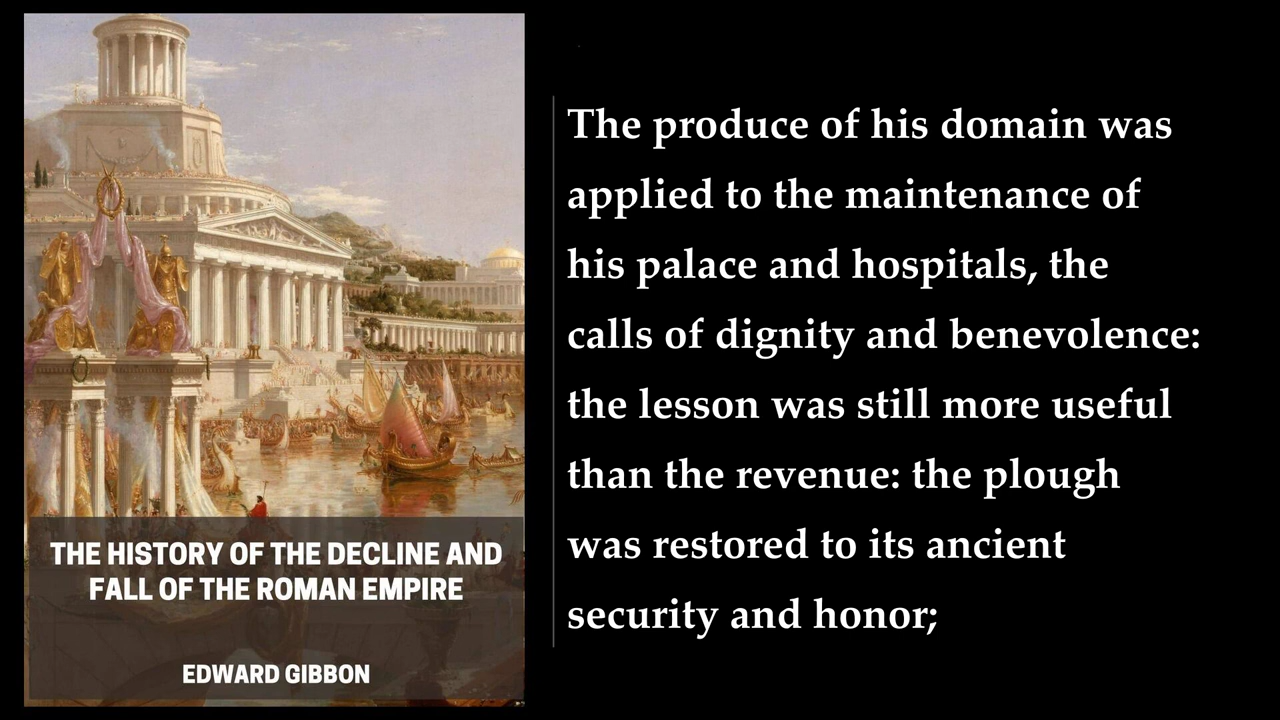 THE HISTORY OF THE DECLINE AND
FALL OF THE ROMAN EMPIRE
EDWARD GIBBON
The produce of his domain was
applied to the maintenance of
his palace and hospitals, the
calls of dignity and benevolence:
the lesson was still more useful
than the revenue: the plough
was restored to its ancient
security and honor;